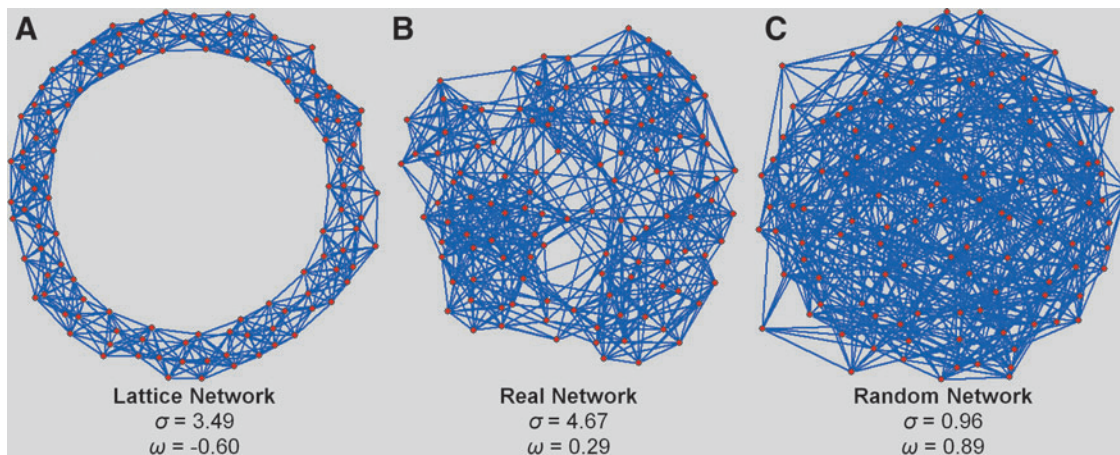 A
B
C
Lattice Network
σ = 3.49
ω = -0.60
Real Network
σ = 4.67
ω = 0.29
Random Network
σ = 0.96
ω = 0.89